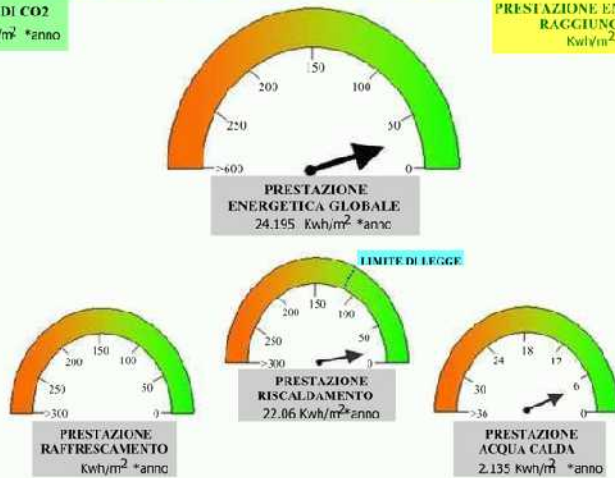 DI CO2
/m² *anno
PRESTAZIONE EN
RAGGIUNG
Kwh/m²
150
200
100
250
50
>600
0
PRESTAZIONE
ENERGETICA GLOBALE
24.195 Kwh/m² *anno
LIMITE DI LEGGE
150
200
100
250
50
>300
0
PRESTAZIONE
RISCALDAMENTO
22.06 Kwh/m²*anno
150
200
100
250
50
>300
0
PRESTAZIONE
RAFFRESCAMENTO
Kwh/m² *anno
18
24
12
30
6
>36
0
PRESTAZIONE
ACQUA CALDA
2.135 Kwh/m² *anno